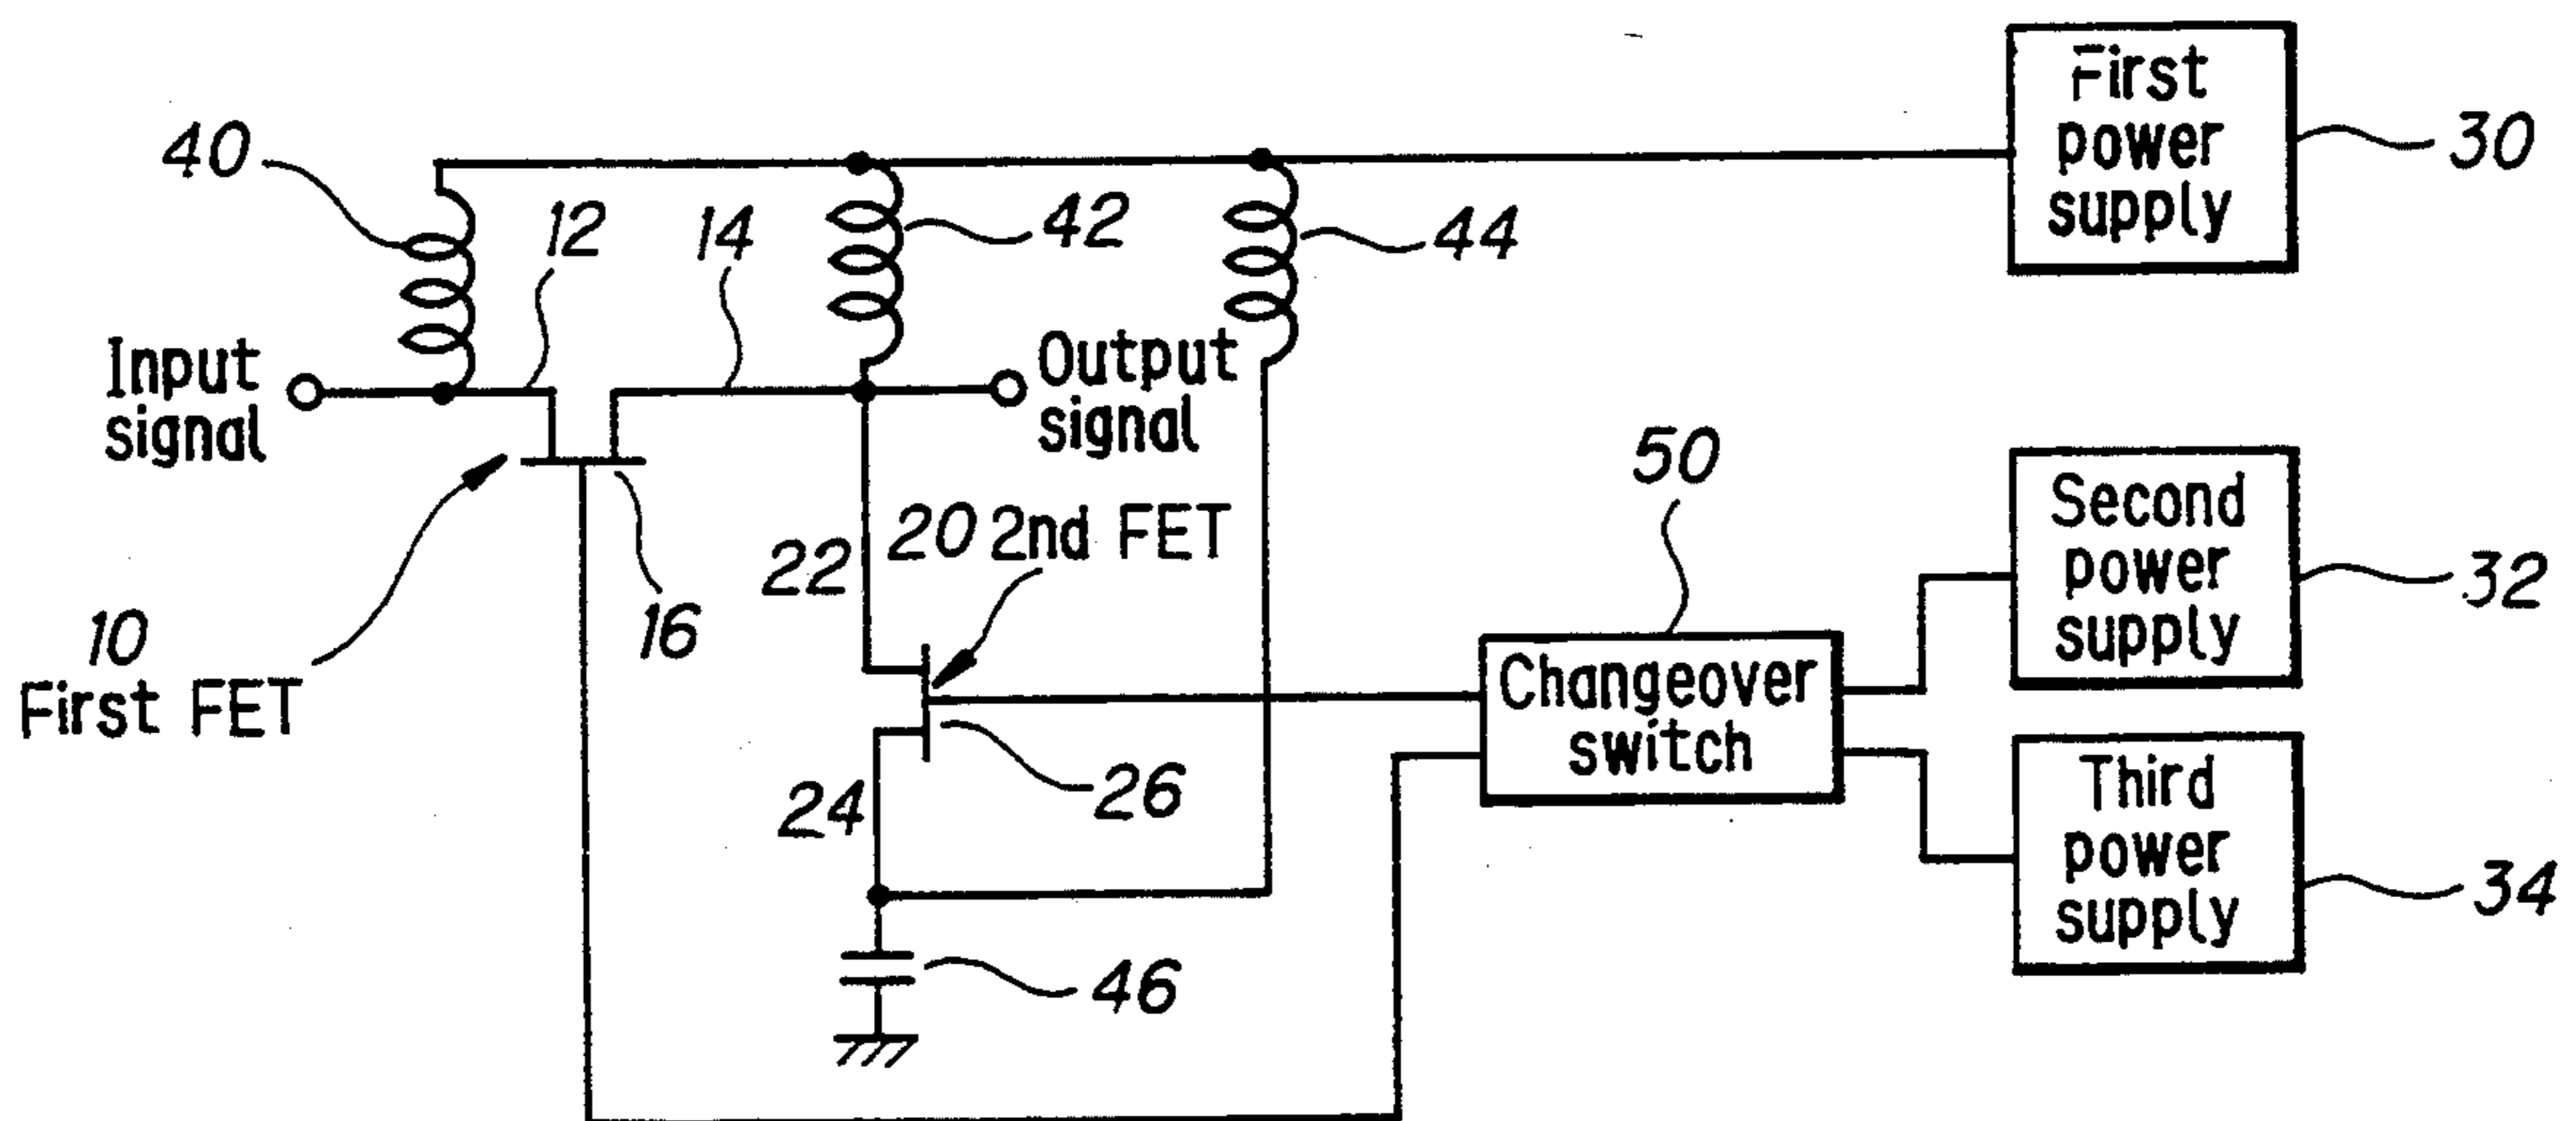 First
power
supply
30
40
12
14
42
44
Input
signal
Output
signal
50
Second
power
supply
32
22
20 2nd FET
16
10
First FET
Changeover
switch
26
24
Third
power
supply
34
46